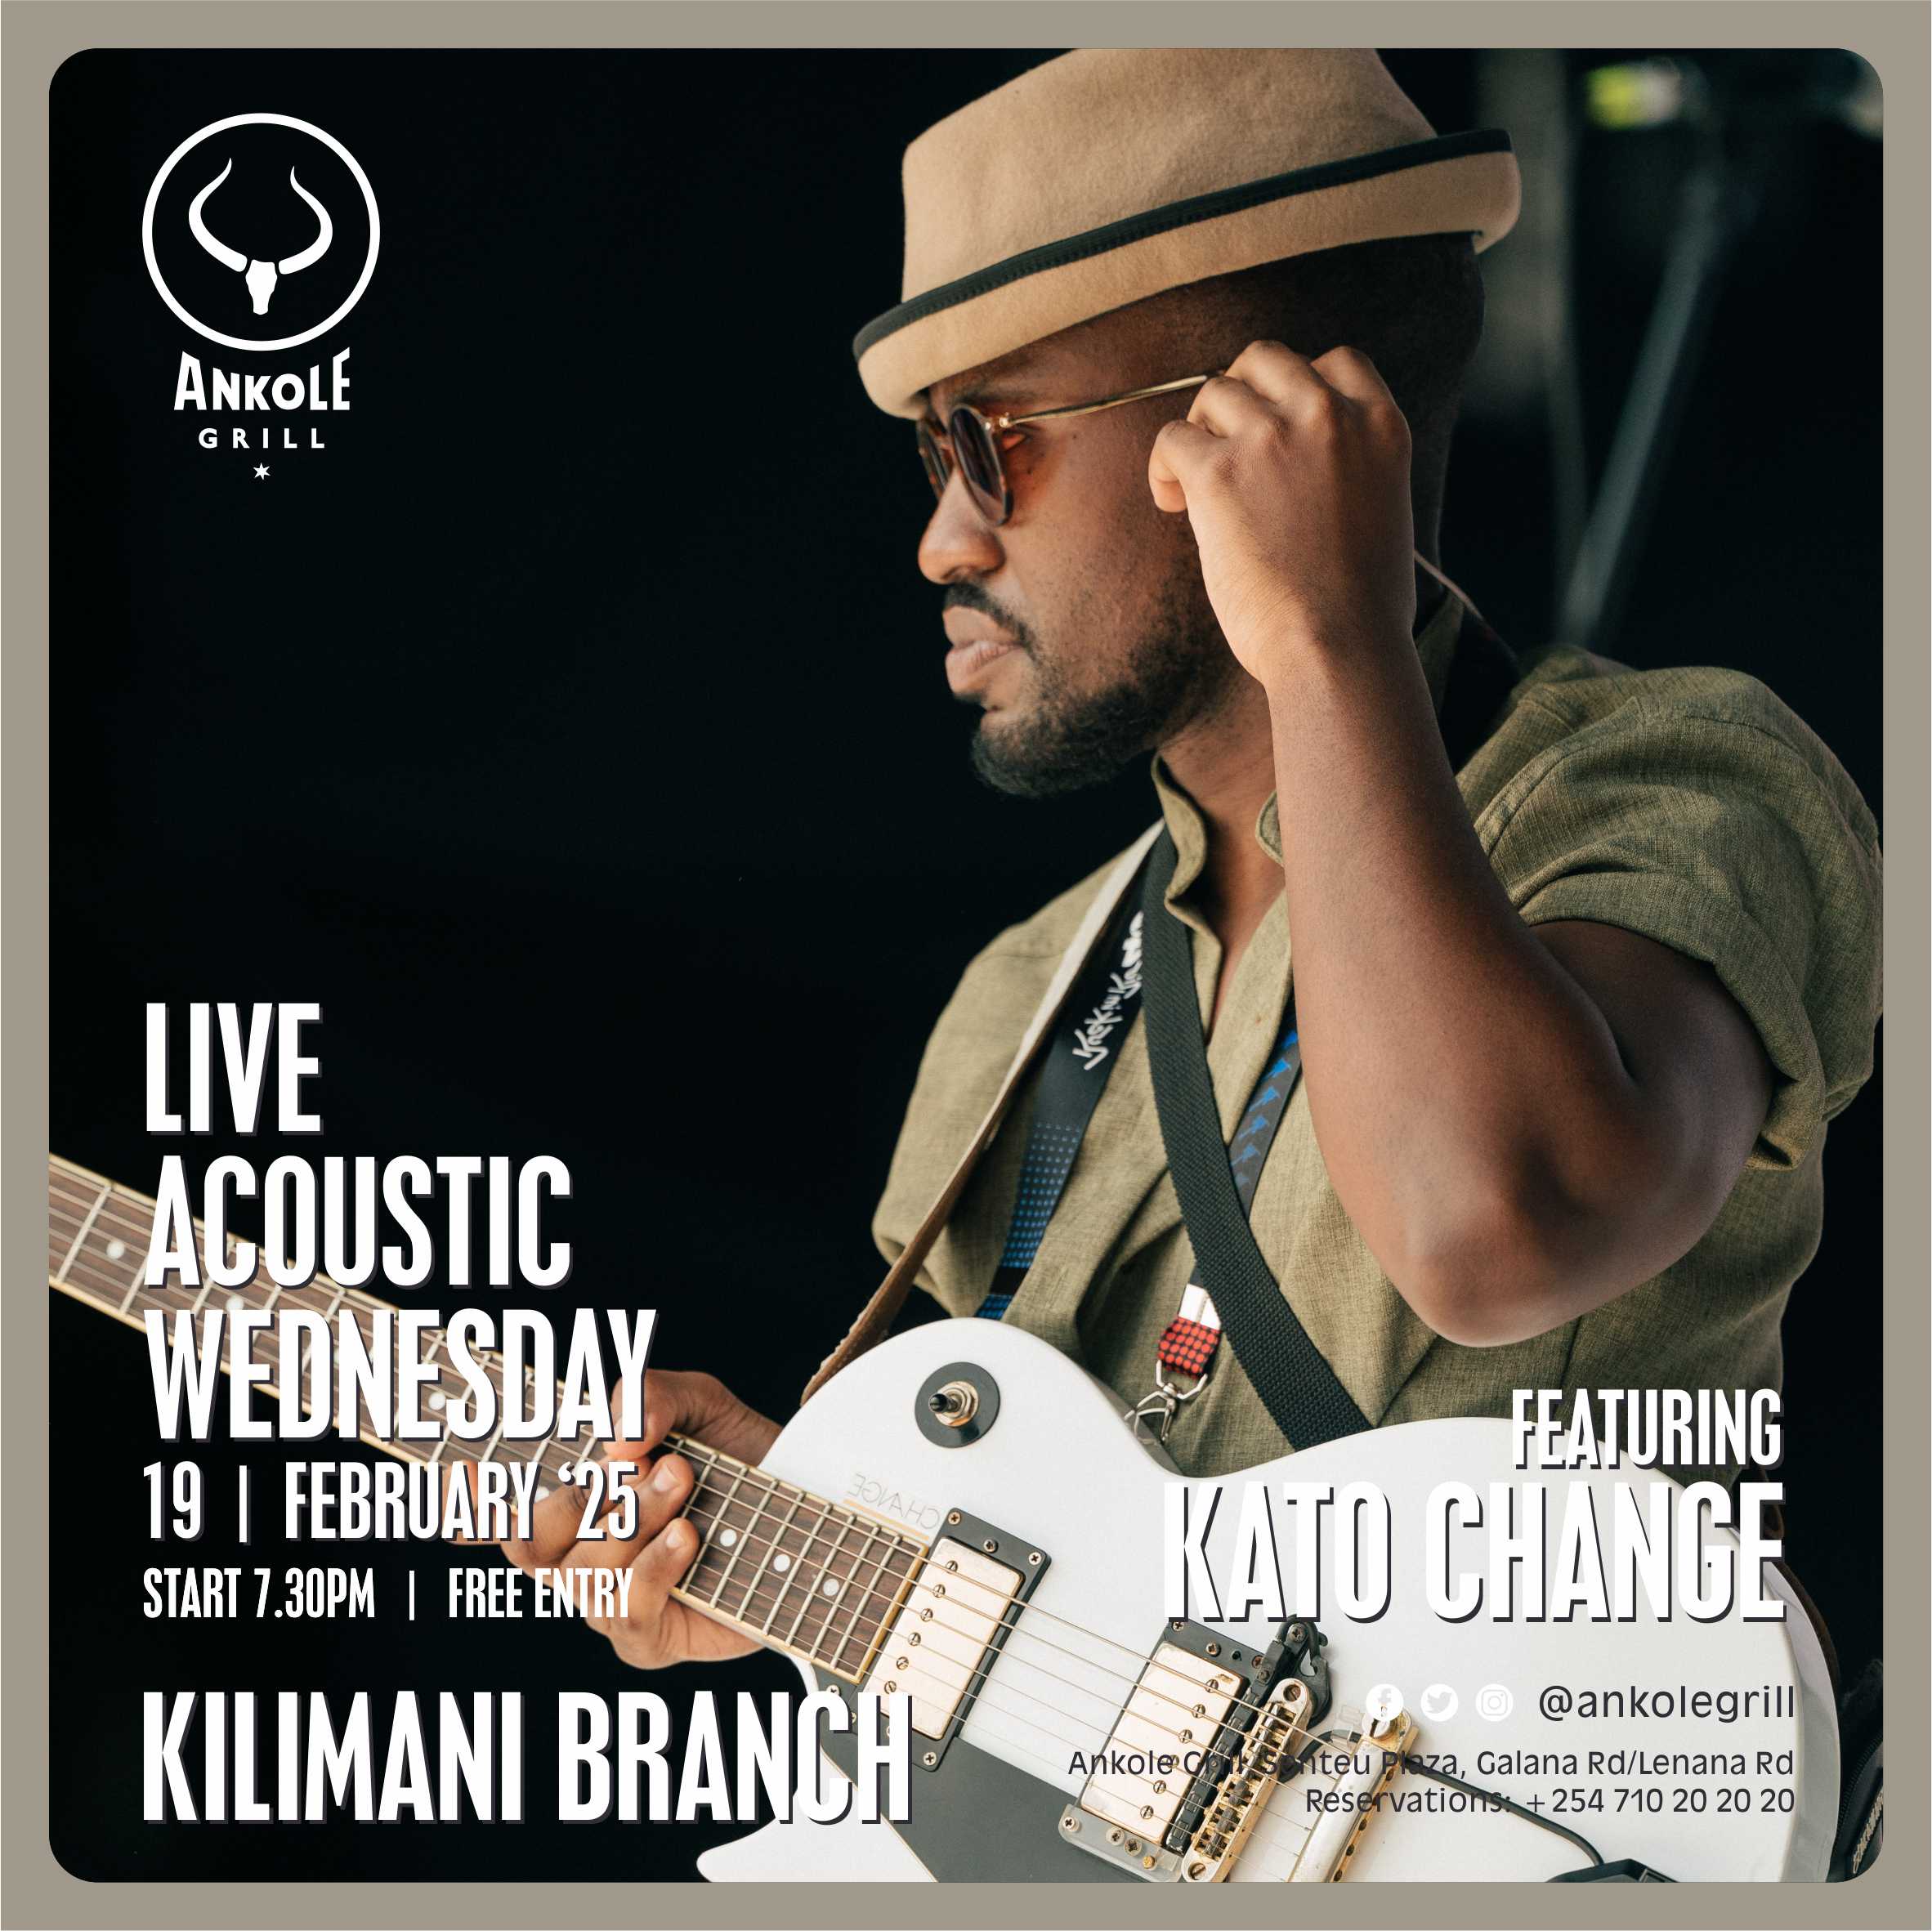 ANKOLE
GRILL
LIVE
ACOUSTIC
WEDNESDAY
19 | FEBRUARY ‘25
START 7.30PM | FREE ENTRY
KILIMANI BRANCH
FEATURING
KATO CHANGE
@ankolegrill
Ankole Grill, Senteu Plaza, Galana Rd/Lenana Rd
Reservations: +254 710 20 20 20
CHANGE